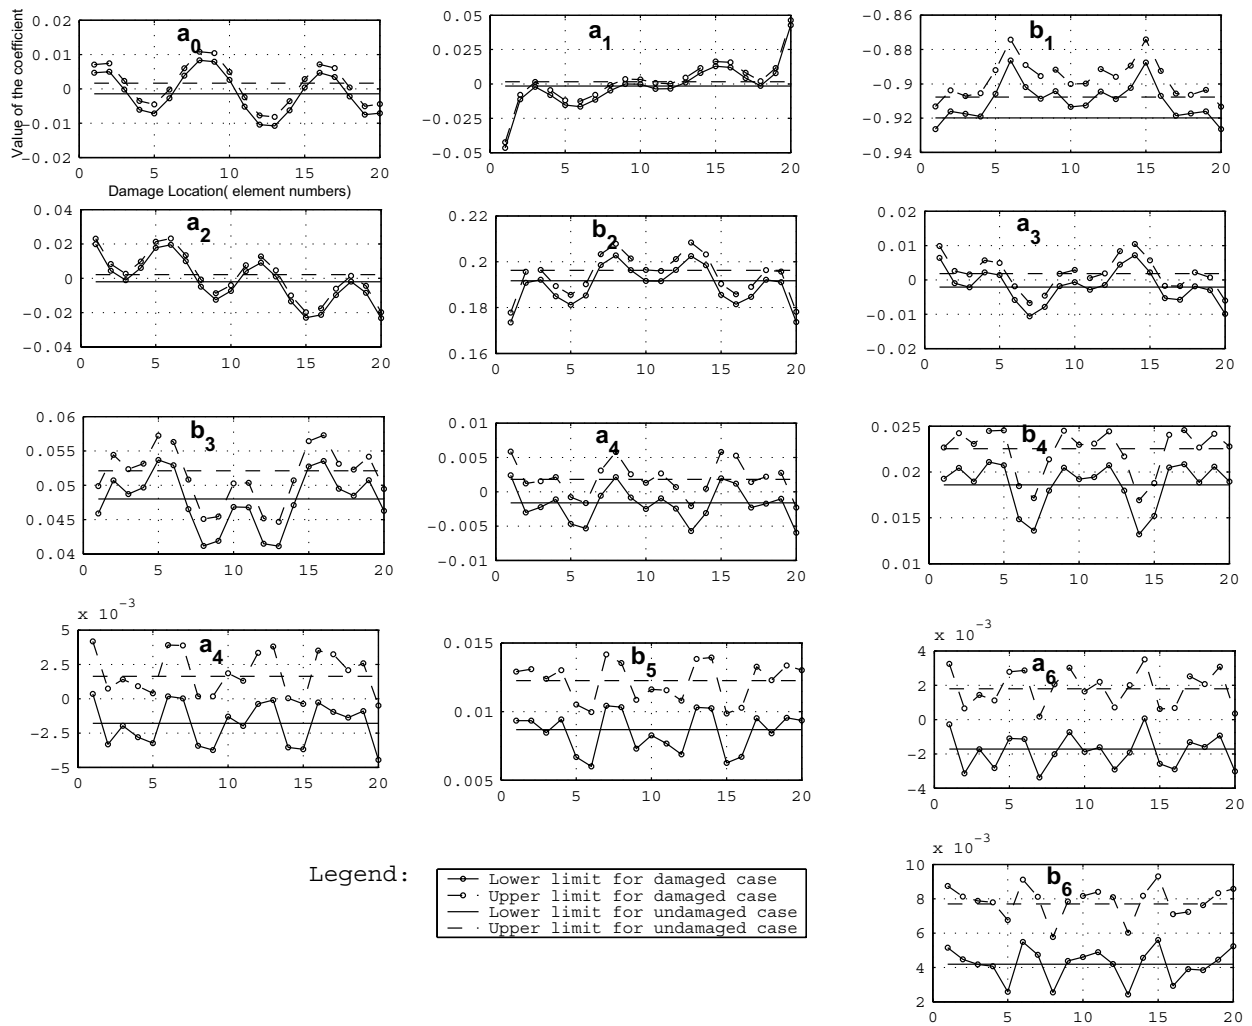 Value of the coefficient
0.02
0.01
0
−0.01
−0.02
a0
0 5 10 15 20
Damage Location( element numbers)
0.05
0.025
0
−0.025
−0.05
a1
0 5 10 15 20
−0.86
−0.88
−0.9
−0.92
−0.94
b1
0 5 10 15 20
0.04
0.02
0
−0.02
−0.04
a2
0 5 10 15 20
0.22
0.2
0.18
0.16
b2
0 5 10 15 20
0.02
0.01
0
−0.01
−0.02
a3
0 5 10 15 20
0.06
0.055
0.05
0.045
0.04
b3
0 5 10 15 20
0.01
0.005
0
−0.005
−0.01
a4
0 5 10 15 20
0.025
0.02
0.015
0.01
b4
0 5 10 15 20
x 10−3
5
2.5
0
−2.5
−5
a4
0 5 10 15 20
0.015
0.01
0.005
b5
0 5 10 15 20
x 10−3
4
2
0
−2
−4
a6
0 5 10 15 20
x 10−3
10
8
6
4
2
b6
0 5 10 15 20
Legend:
Lower limit for damaged case
Upper limit for damaged case
Lower limit for undamaged case
Upper limit for undamaged case